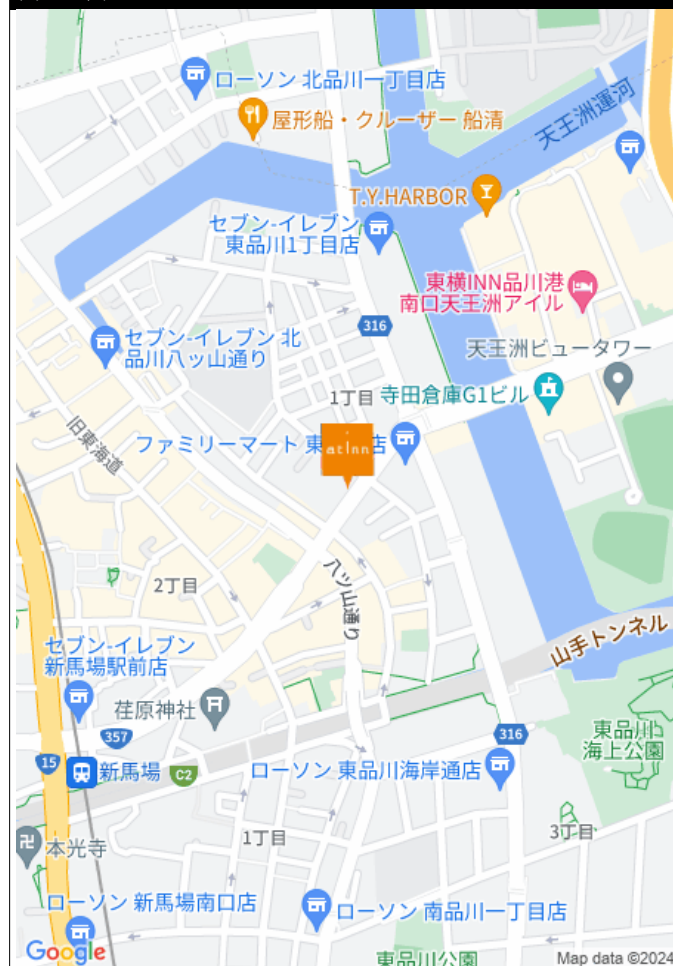 ローソン 北品川一丁目店
屋形船・クルーザー 船清
天王洲運河
T.Y.HARBOR
セブン-イレブン
東品川1丁目店
東横INN品川港
南口天王洲アイル
316
セブン-イレブン 北
品川八ッ山通り
天王洲ビュータワー
1丁目
寺田倉庫G1ビル
旧東海道
ファミリーマート 東
店
at Inn
八ッ山通り
2丁目
山手トンネル
セブン-イレブン
新馬場駅前店
荏原神社
357
316
東品川
海上公園
15
新馬場
C2
ローソン 東品川海岸通店
1丁目
3丁目
本光寺
ローソン 新馬場南口店
ローソン 南品川一丁目店
Google
東品川公園
Map data ©2024